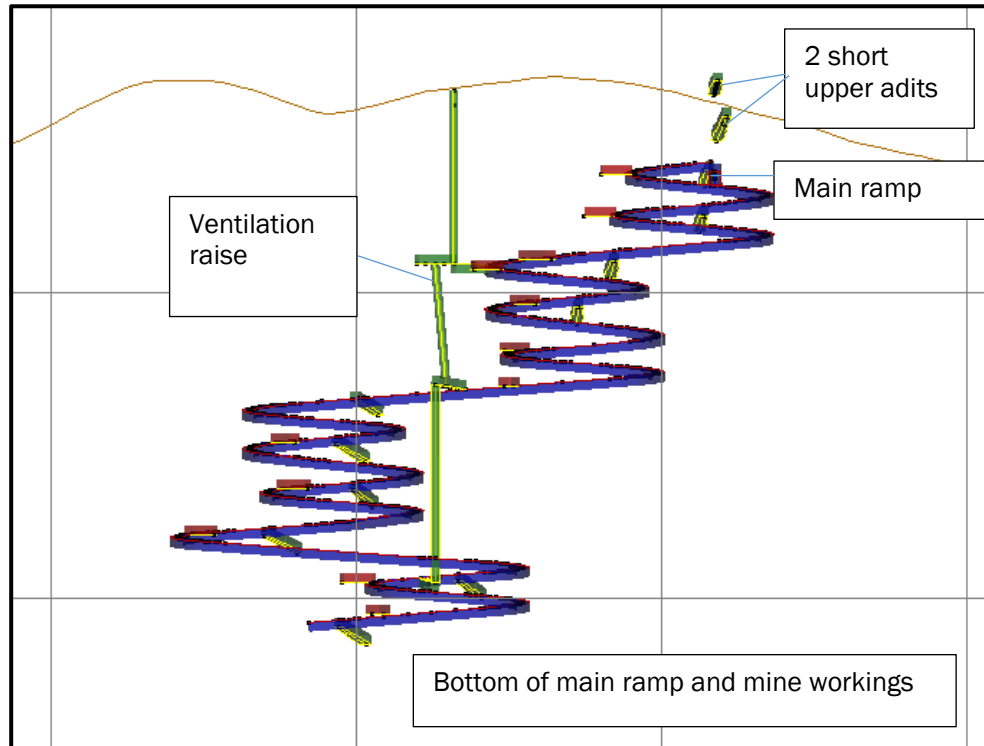 2 short
upper adits
Main ramp
Ventilation
raise
Bottom of main ramp and mine workings